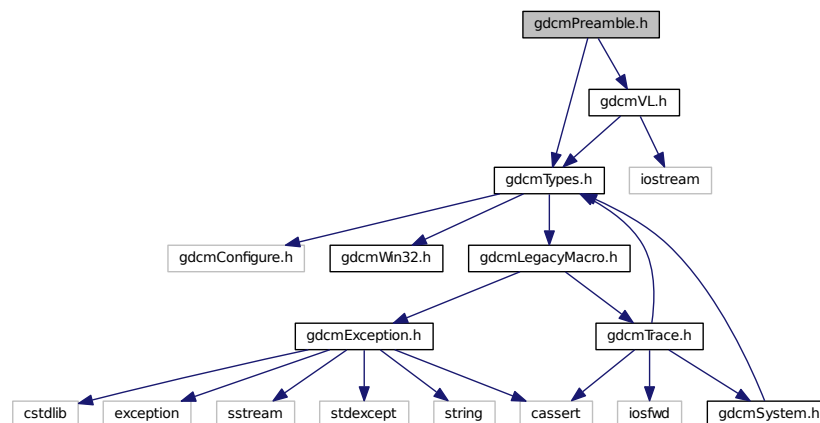 gdcmPreamble.h
gdcmVL.h
gdcmTypes.h
iostream
gdcmConfigure.h
gdcmWin32.h
gdcmLegacyMacro.h
gdcmException.h
gdcmTrace.h
cstdlib
exception
sstream
stdexcept
string
cassert
iosfwd
gdcmSystem.h